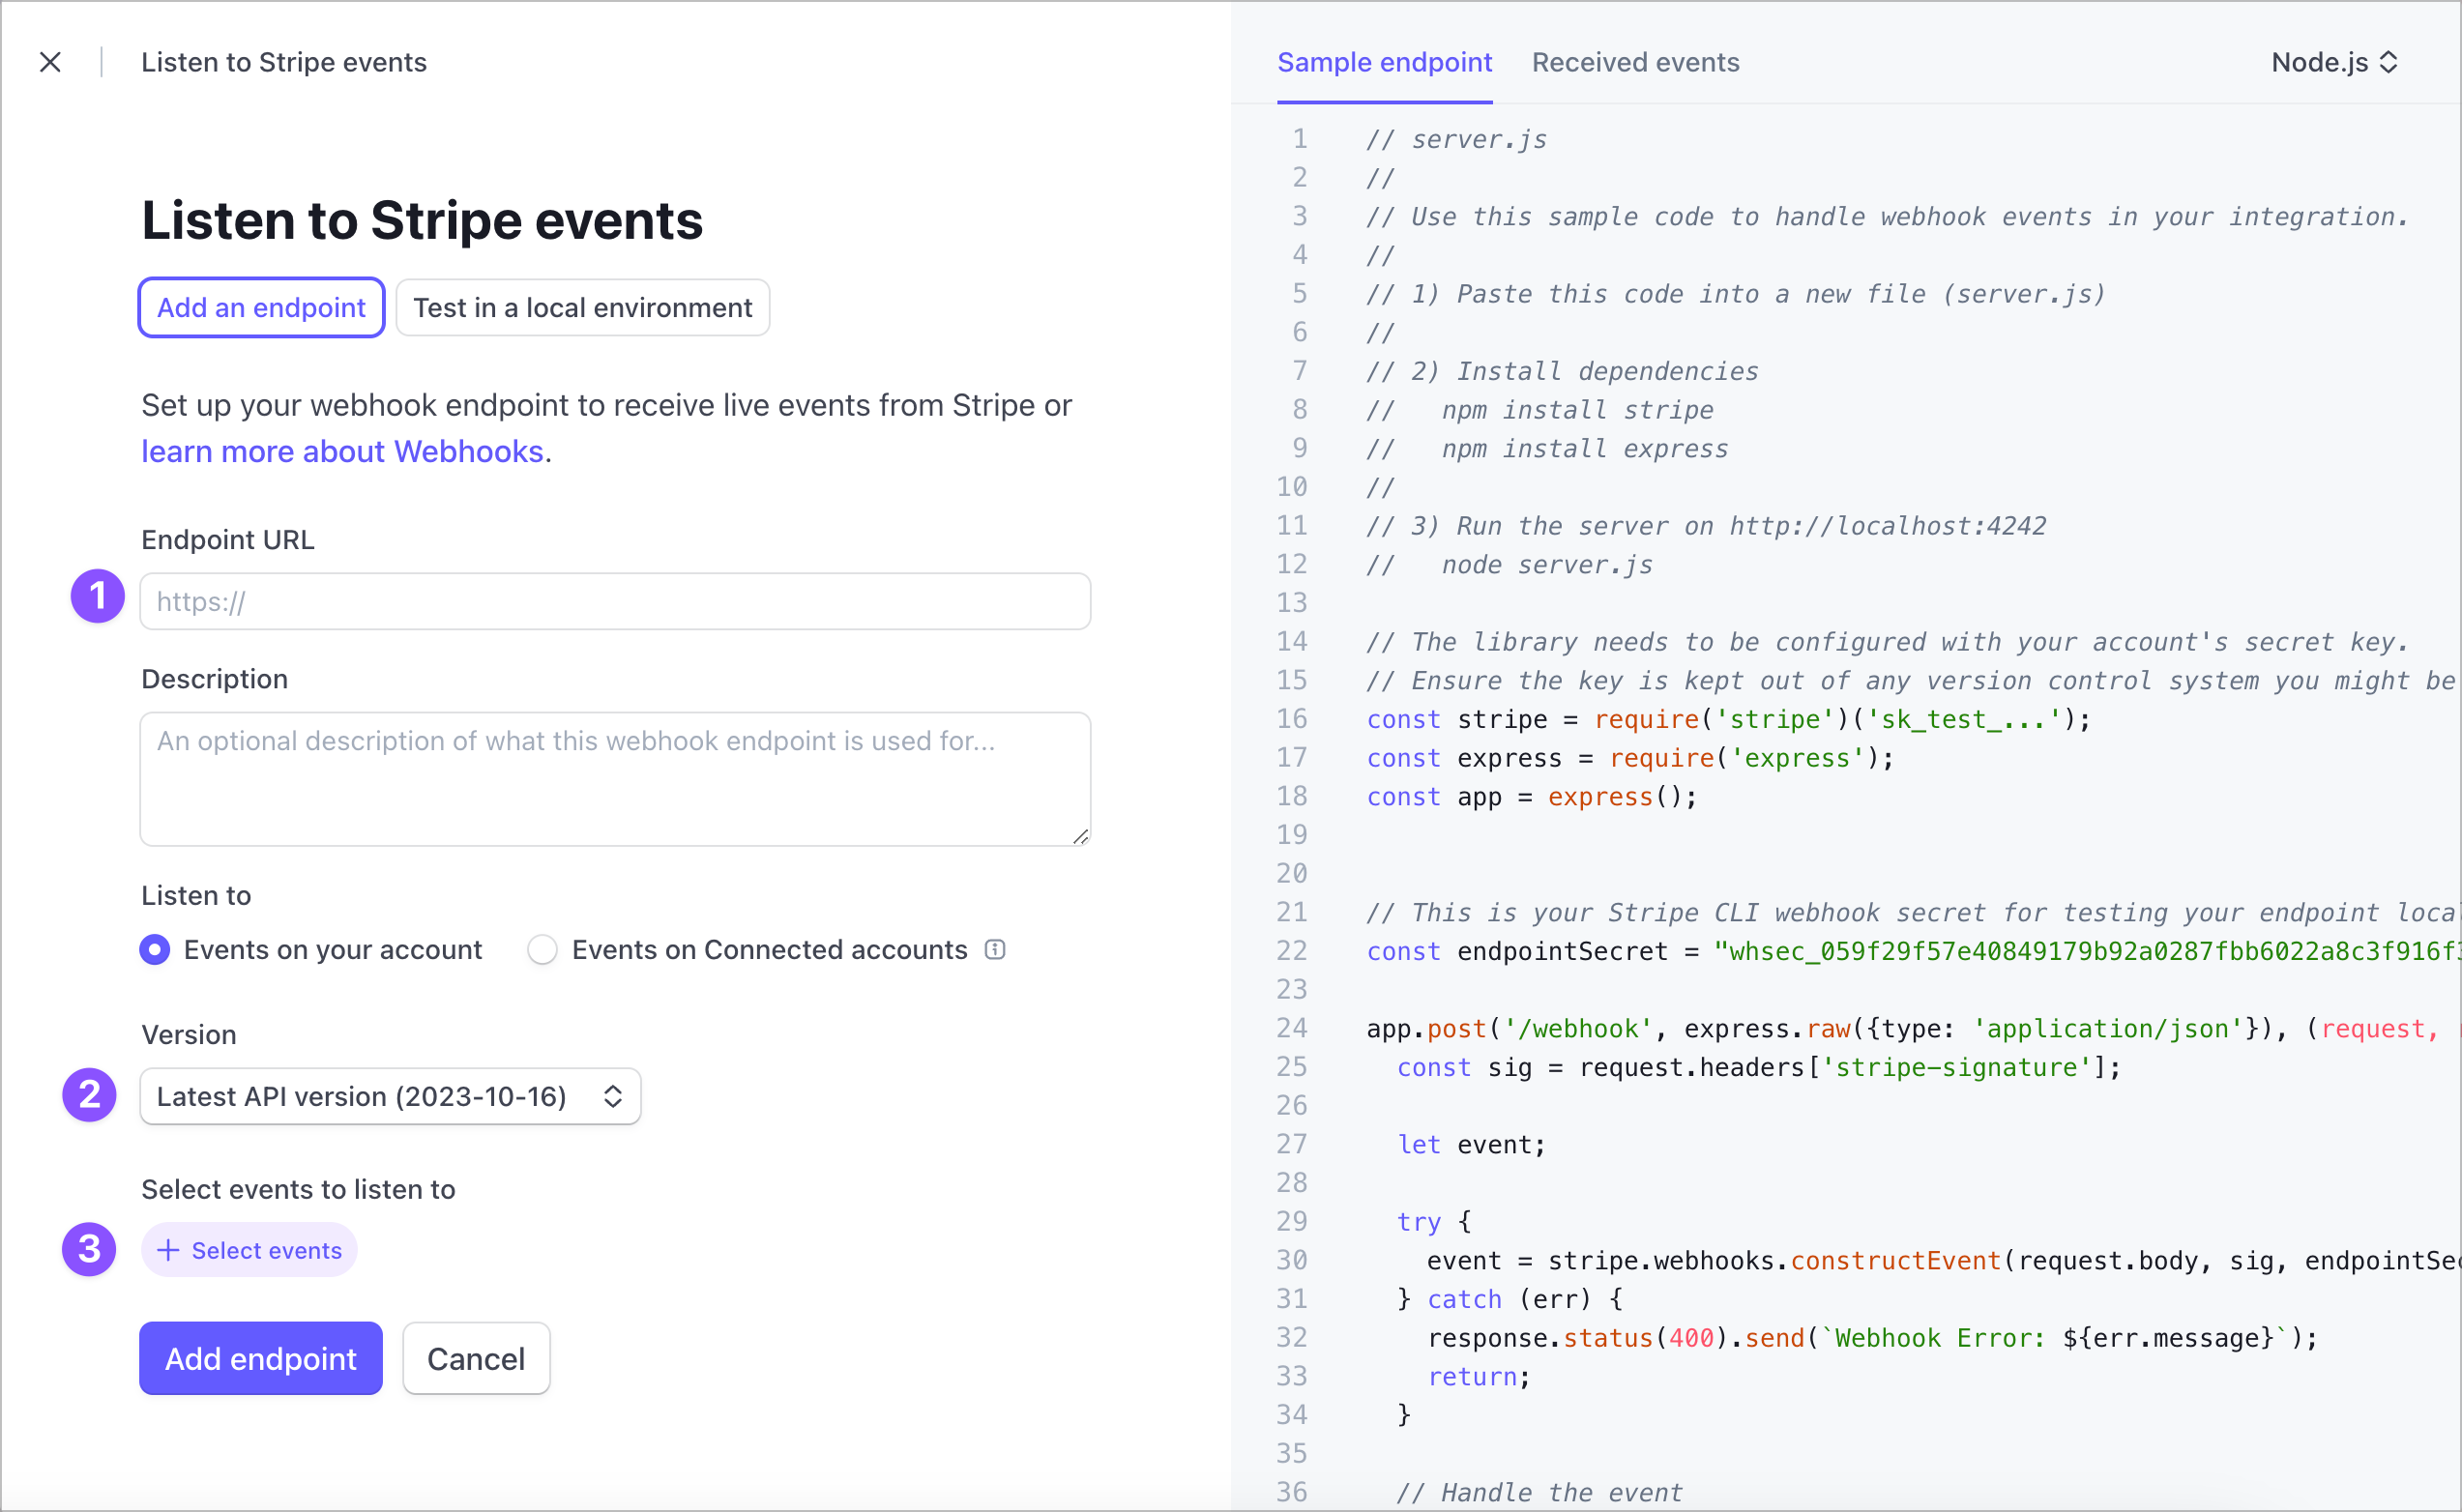 Listen to Stripe events
Listen to Stripe events
Add an endpoint
Test in a local environment
Set up your webhook endpoint to receive live events from Stripe or
learn more about Webhooks.
Endpoint URL
1
https://
Description
An optional description of what this webhook endpoint is used for...
Listen to
Events on your account
Events on Connected accounts
Version
2
Latest API version (2023-10-16)
Select events to listen to
3
+ Select events
Add endpoint
Cancel
Sample endpoint
Received events
Node.js
1 // server.js
2 //
3 // Use this sample code to handle webhook events in your integration.
4 //
5 // 1) Paste this code into a new file (server.js)
6 //
7 // 2) Install dependencies
8 //   npm install stripe
9 //   npm install express
10 //
11 // 3) Run the server on http://localhost:4242
12 //   node server.js
13
14 // The library needs to be configured with your account's secret key.
15 // Ensure the key is kept out of any version control system you might be
16 const stripe = require('stripe')('sk_test_...');
17 const express = require('express');
18 const app = express();
19
20
21 // This is your Stripe CLI webhook secret for testing your endpoint loca
22 const endpointSecret = "whsec_059f29f57e40849179b92a0287fbb6022a8c3f916f
23
24 app.post('/webhook', express.raw({type: 'application/json'}), (request,
25   const sig = request.headers['stripe-signature'];
26
27   let event;
28
29   try {
30     event = stripe.webhooks.constructEvent(request.body, sig, endpointSe
31   } catch (err) {
32     response.status(400).send(`Webhook Error: ${err.message}`);
33     return;
34   }
35
36   // Handle the event